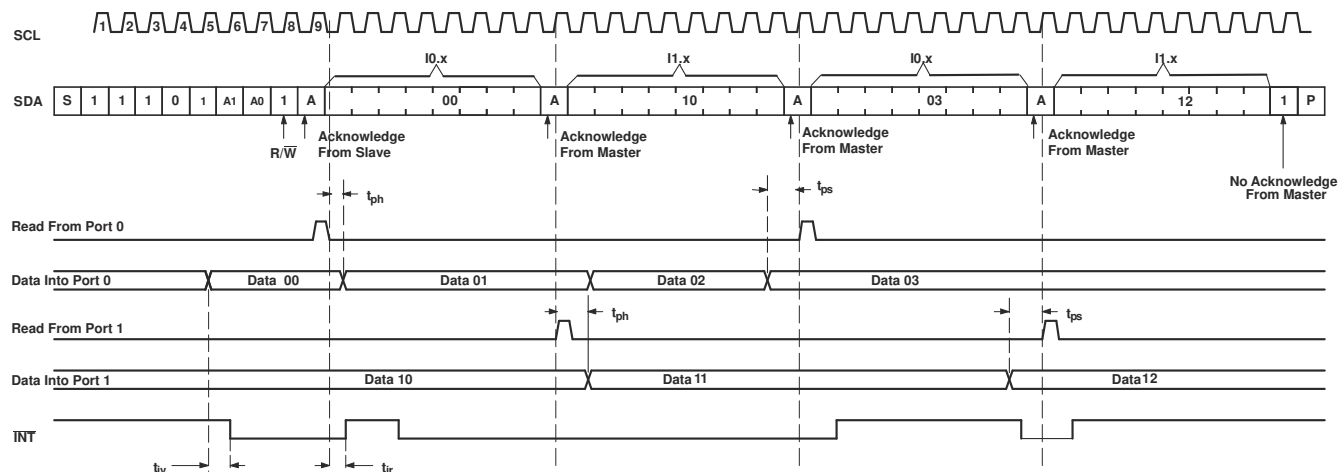 SCL 1 2 3 4 5 6 7 8 9
I0.x I1.x I0.x I1.x
SDA S 1 1 1 0 1 A1 A0 1 A 00 A 10 A 03 A 12 1 P
R/W
Acknowledge From Slave
Acknowledge From Master
Acknowledge From Master
Acknowledge From Master
No Acknowledge From Master
tph
tps
Read From Port 0
Data Into Port 0 Data 00 Data 01 Data 02 Data 03
tph
tps
Read From Port 1
Data Into Port 1 Data 10 Data 11 Data 12
INT
tiv
tir